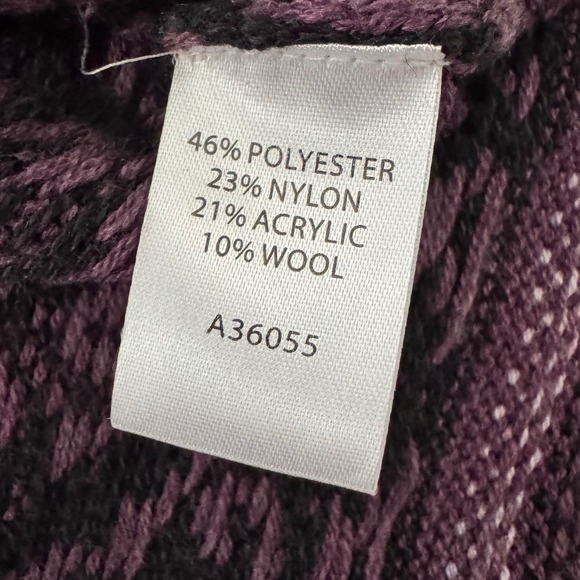 46% POLYESTER
23% NYLON
21% ACRYLIC
10% WOOL
A36055